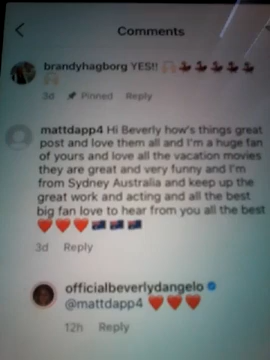 Comments
brandyhagborg YES!!
3d Pinned Reply
mattdapp4 Hi Beverly how's things great
post and love them all and I'm a huge fan
of yours and love all the vacation movies
they are great and very funny and I'm
from Sydney Australia and keep up the
great work and acting and all the best
big fan love to hear from you all the best
❤️❤️❤️🇦🇺🇦🇺🇦🇺
3d Reply
officialbeverlydangelo
@mattdapp4 ❤️❤️❤️
12h Reply